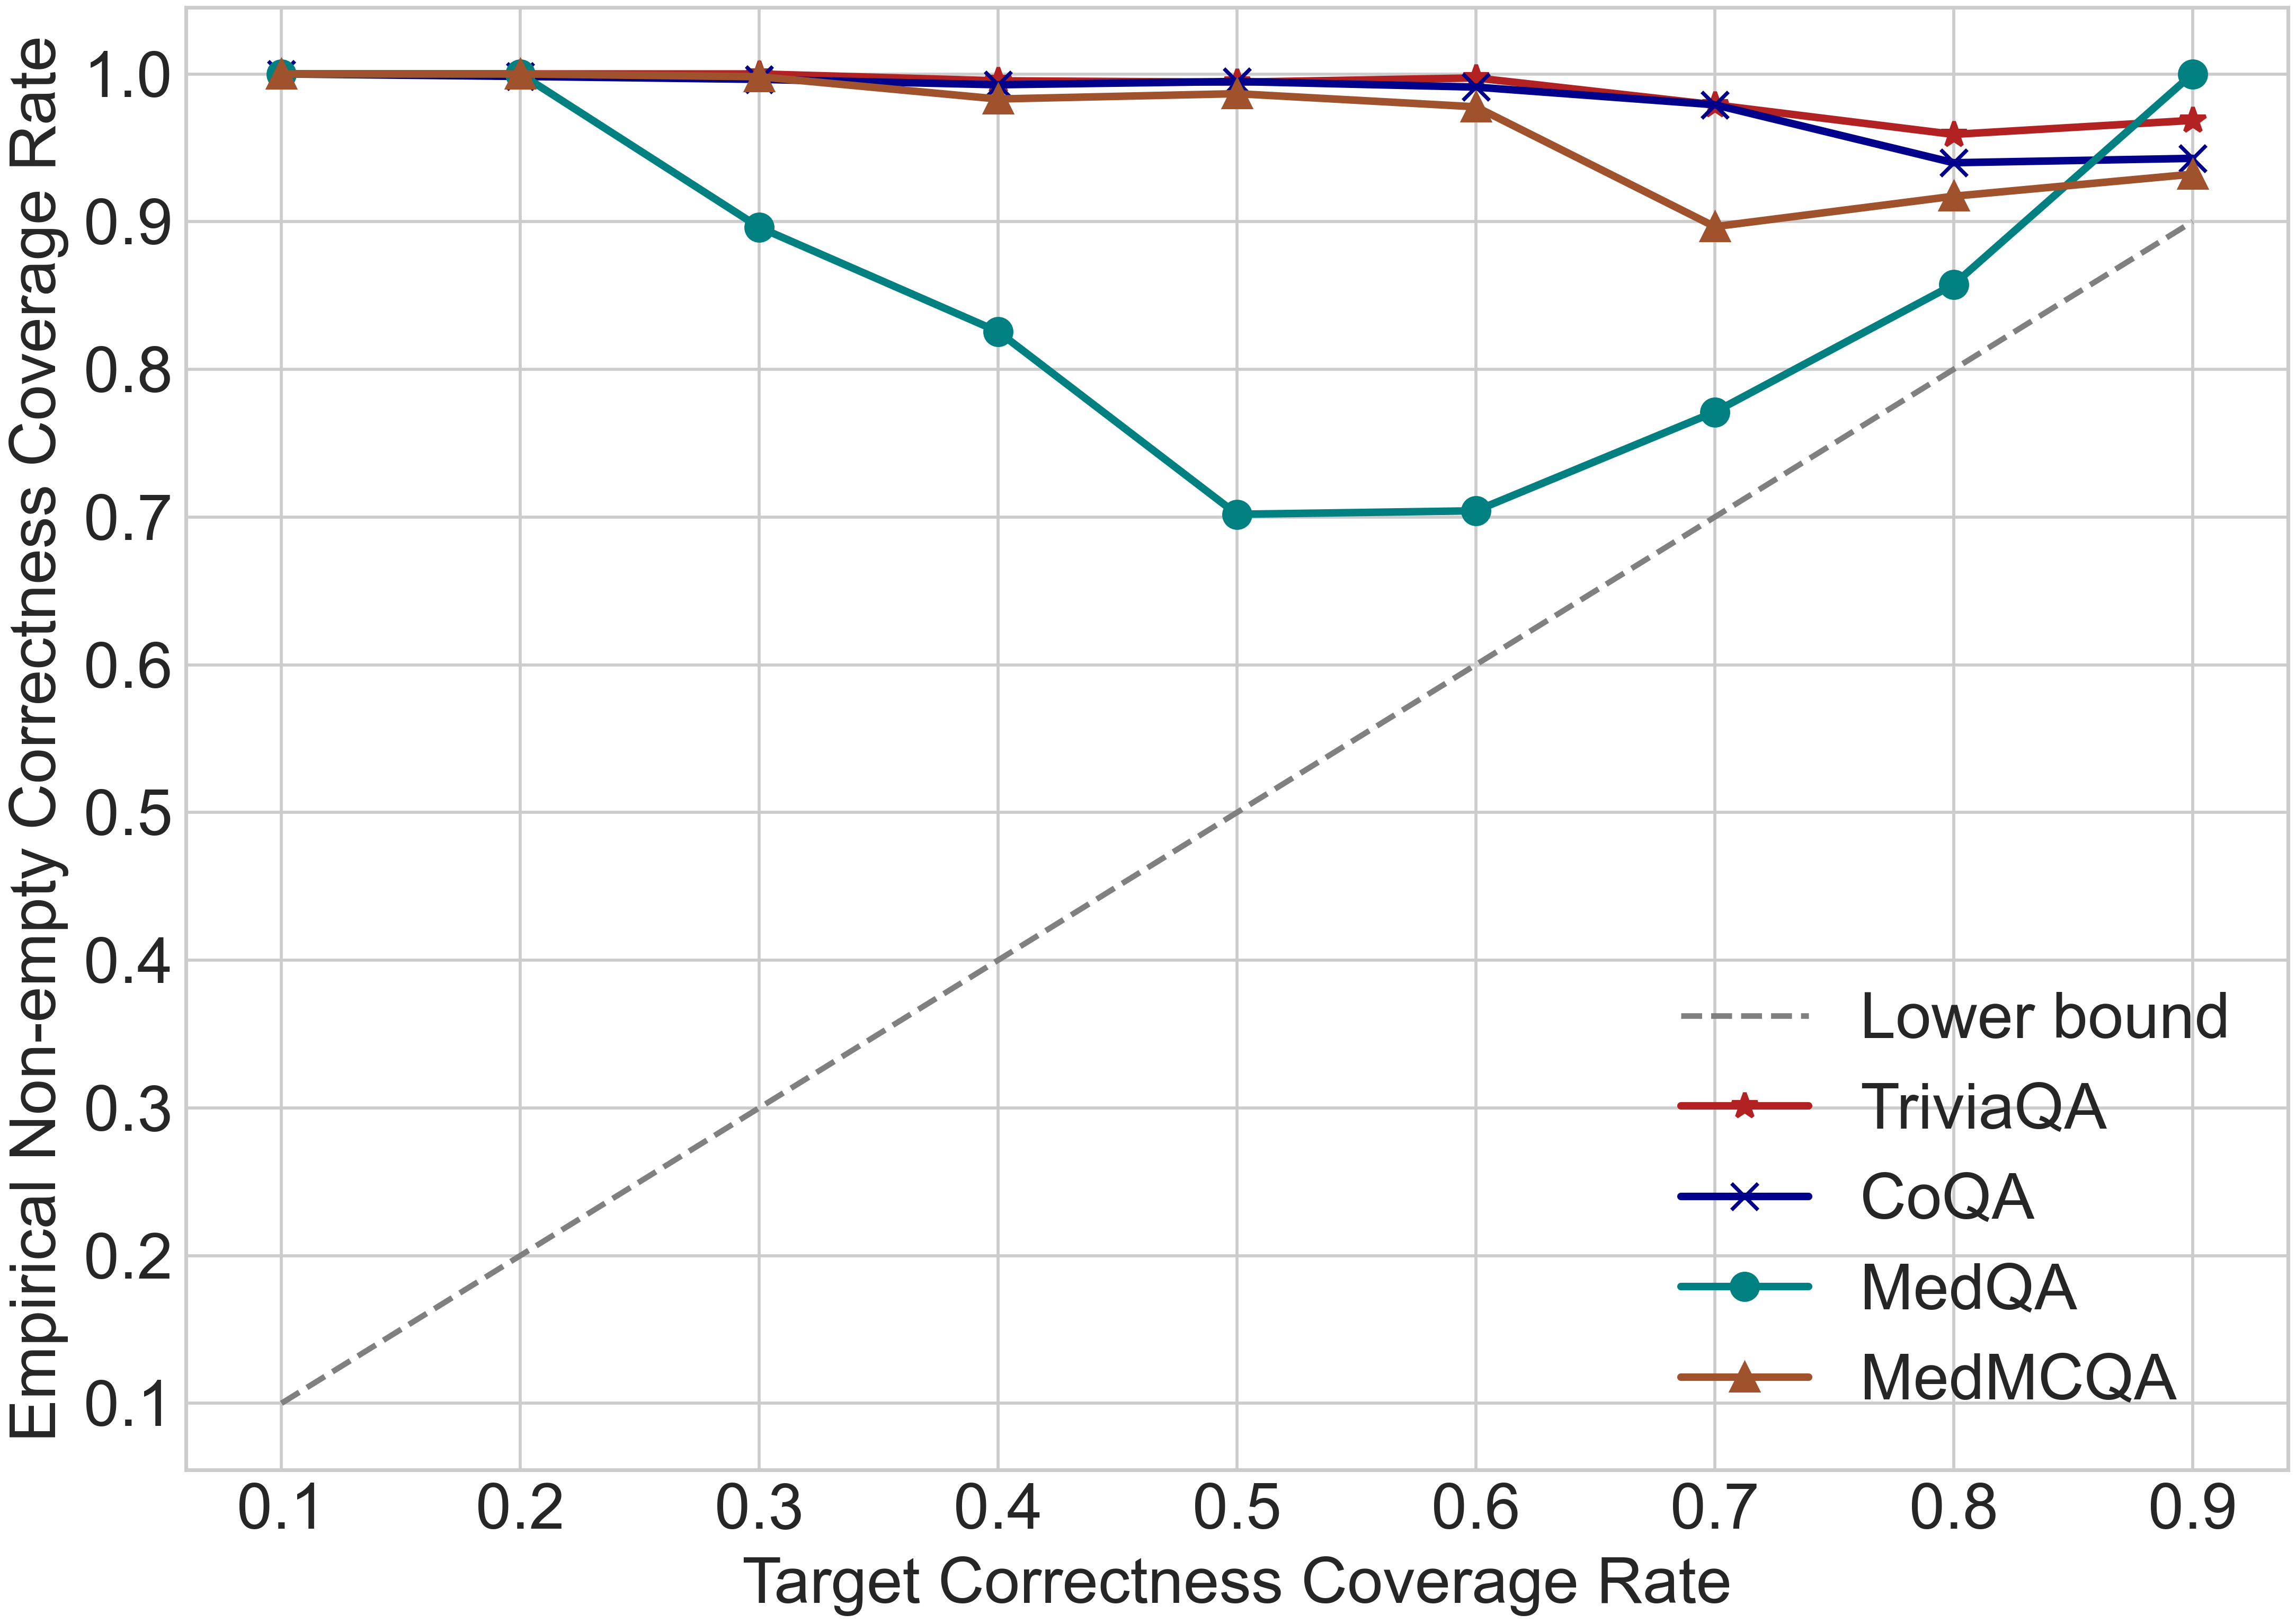 Empirical Non-empty Correctness Coverage Rate
1.0
0.9
0.8
0.7
0.6
0.5
0.4
0.3
0.2
0.1
Lower bound
TriviaQA
CoQA
MedQA
MedMCQA
0.1 0.2 0.3 0.4 0.5 0.6 0.7 0.8 0.9
Target Correctness Coverage Rate